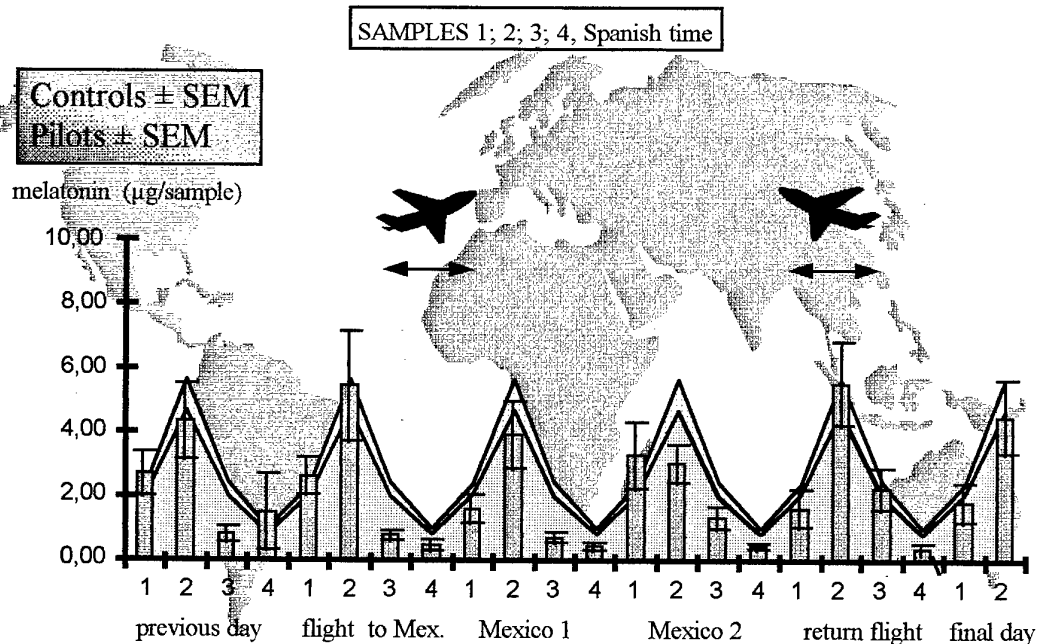 SAMPLES 1; 2; 3; 4, Spanish time
Controls ± SEM
Pilots ± SEM
melatonin (µg/sample)
10,00
8,00
6,00
4,00
2,00
0,00
1 2 3 4 1 2 3 4 1 2 3 4 1 2 3 4 1 2 3 4 1 2
previous day flight to Mex. Mexico 1 Mexico 2 return flight final day